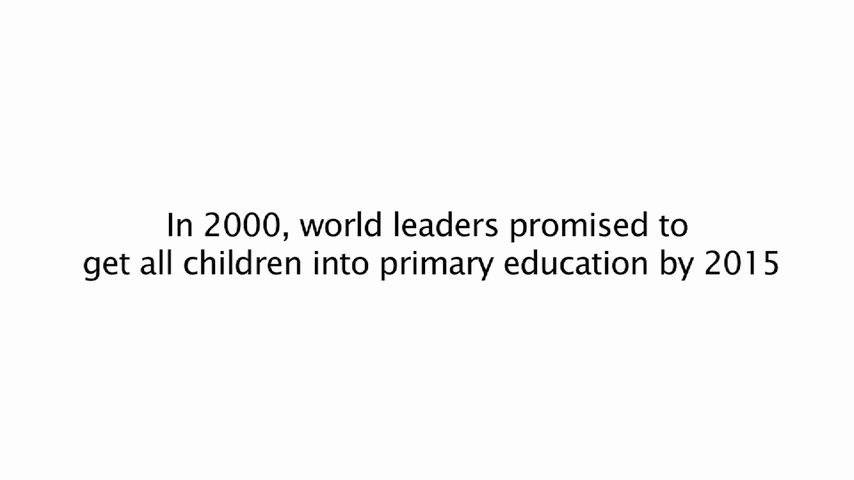 In 2000, world leaders promised to
get all children into primary education by 2015